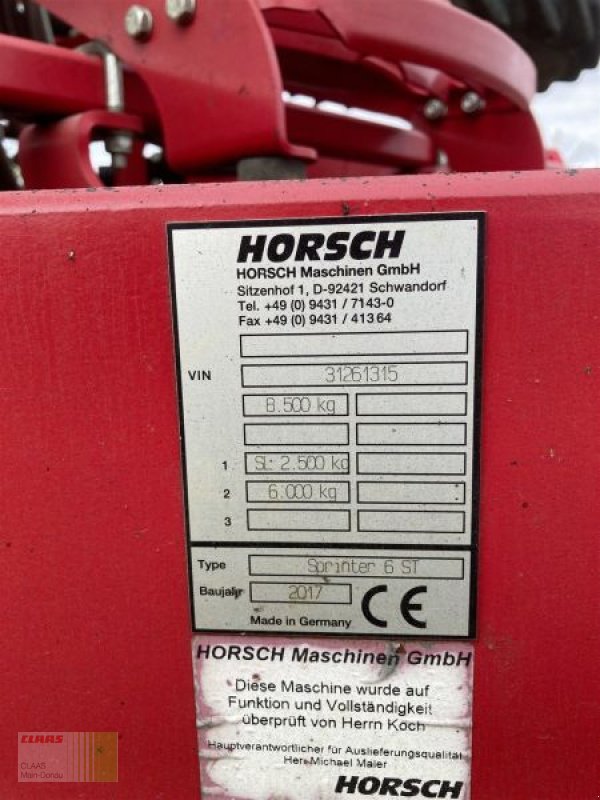 HORSCH
HORSCH Maschinen GmbH
Sitzenhof 1, D-92421 Schwandorf
Tel. +49 (0) 9431 / 7143-0
Fax +49 (0) 9431 / 41364
VIN 31261315
8.500 kg
1 SL: 2.500 kg
2 6.000 kg
3
Type Sprinter 6 ST
Baujahr 2017 CE
Made in Germany
HORSCH Maschinen GmbH
Diese Maschine wurde auf
Funktion und Vollständigkeit
überprüft von Herrn Koch
Hauptverantwortlicher für Auslieferungsqualität
Herr Michael Maier
HORSCH
CLAAS
CLAAS
Main-Donau